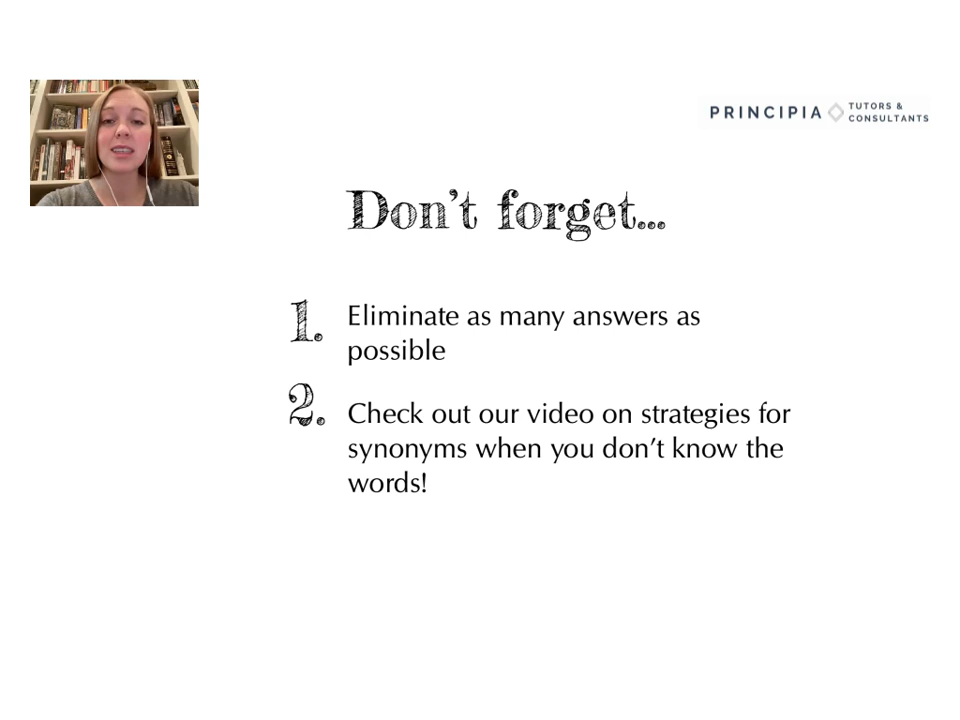 PRINCIPIA TUTORS &
CONSULTANTS
Don't forget...
1. Eliminate as many answers as
possible
2. Check out our video on strategies for
synonyms when you don't know the
words!